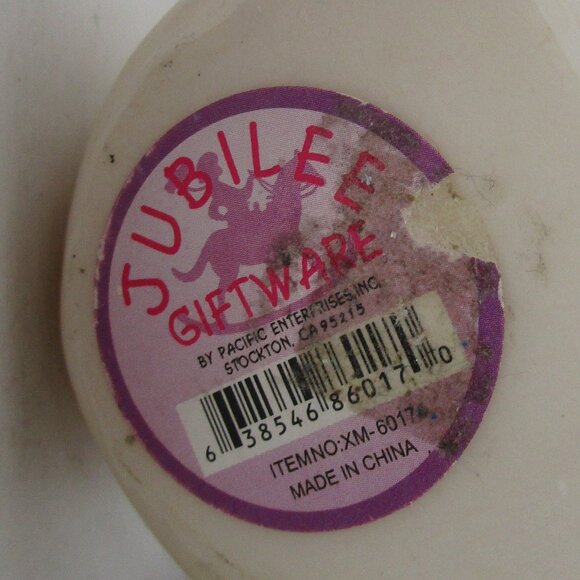 JUBILEE
GIFTWARE
BY PACIFIC ENTERPRISES, INC.
STOCKTON, CA 95215
6 38546 86017 0
ITEMNO:XM-6017
MADE IN CHINA